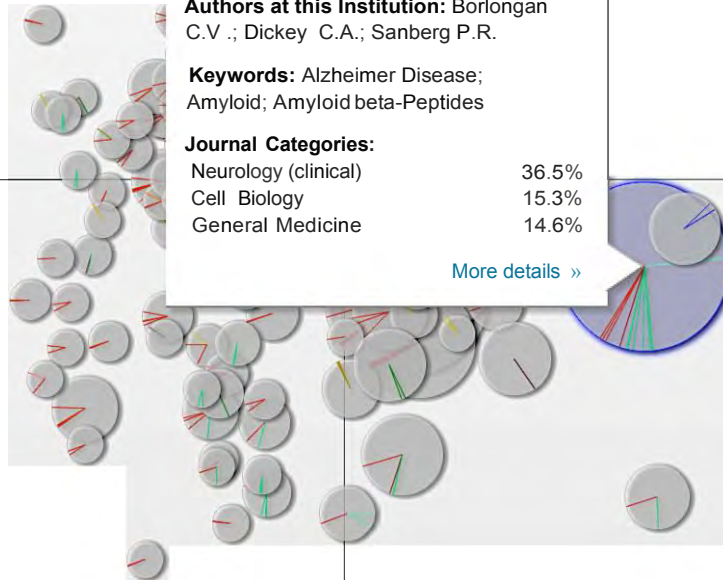 Authors at this Institution: Borlongan
C.V .; Dickey C.A.; Sanberg P.R.
Keywords: Alzheimer Disease;
Amyloid; Amyloid beta-Peptides
Journal Categories:
Neurology (clinical) 36.5%
Cell Biology 15.3%
General Medicine 14.6%
More details »